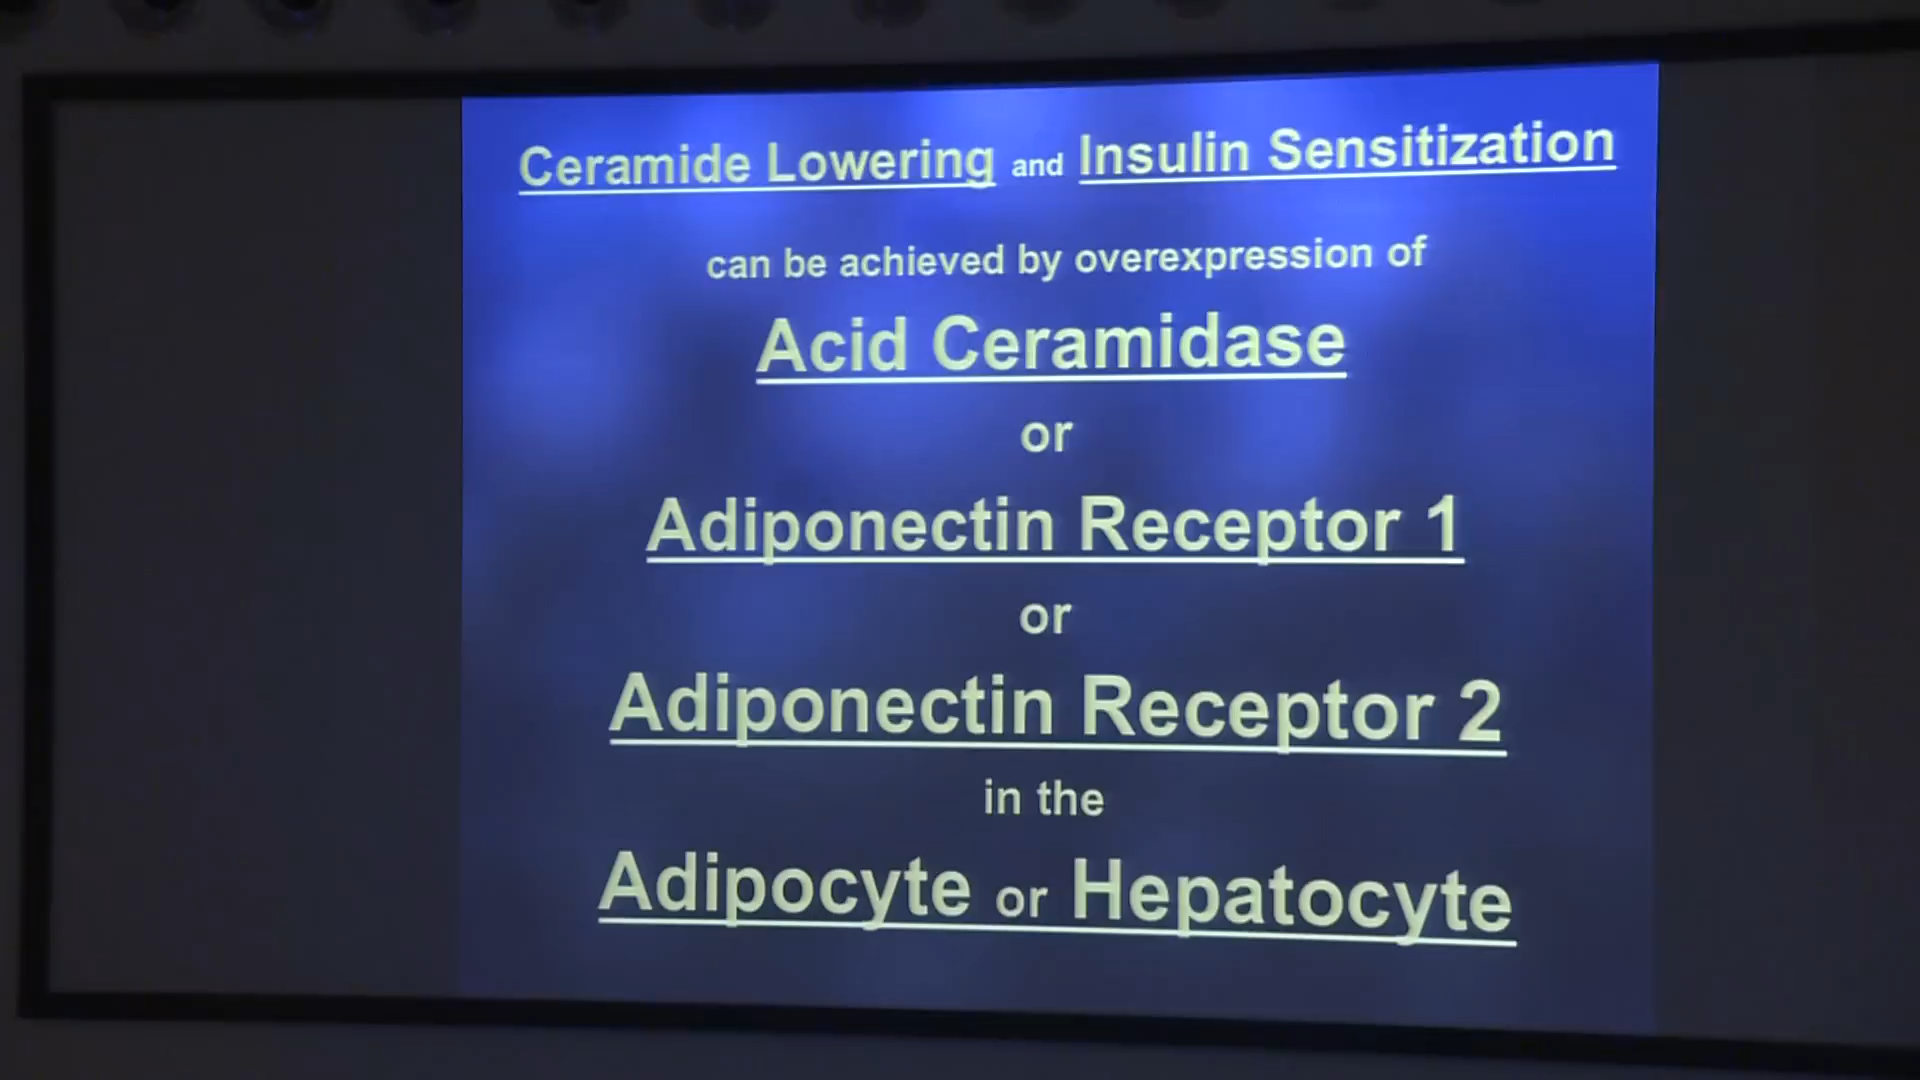 Ceramide Lowering and Insulin Sensitization
can be achieved by overexpression of
Acid Ceramidase
or
Adiponectin Receptor 1
or
Adiponectin Receptor 2
in the
Adipocyte or Hepatocyte